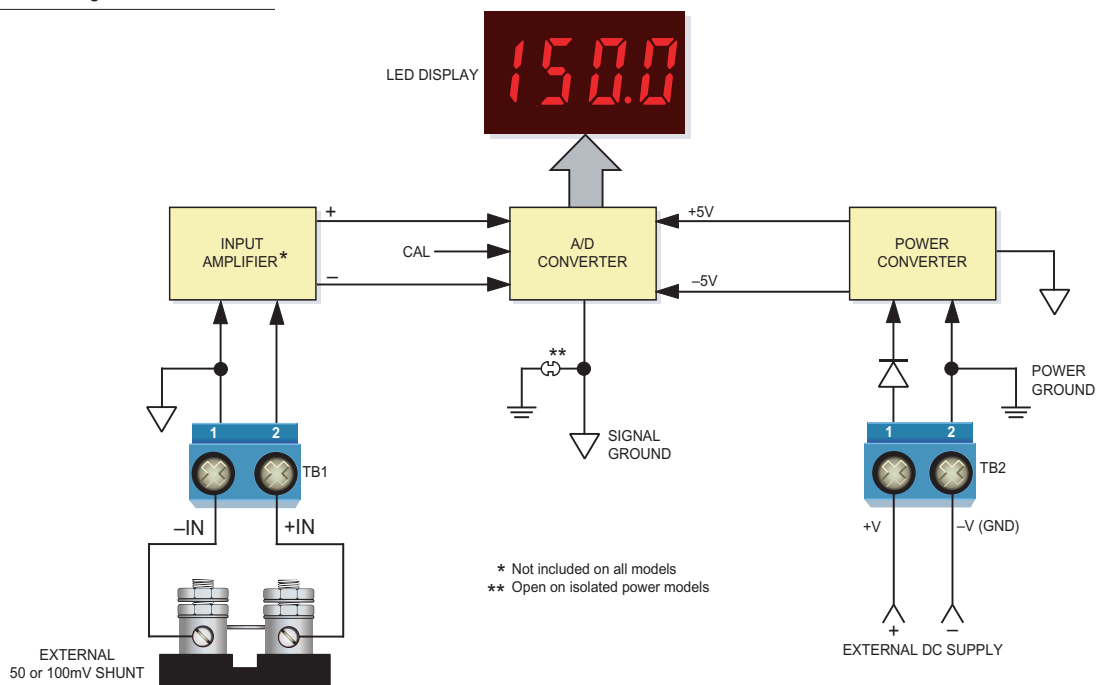 LED DISPLAY
150.0
INPUT
AMPLIFIER*
+
–
CAL
A/D
CONVERTER
+5V
–5V
POWER
CONVERTER
**
SIGNAL
GROUND
POWER
GROUND
1 2
TB1
–IN
+IN
1 2
TB2
+V
–V (GND)
* Not included on all models
** Open on isolated power models
+
–
EXTERNAL DC SUPPLY
EXTERNAL
50 or 100mV SHUNT